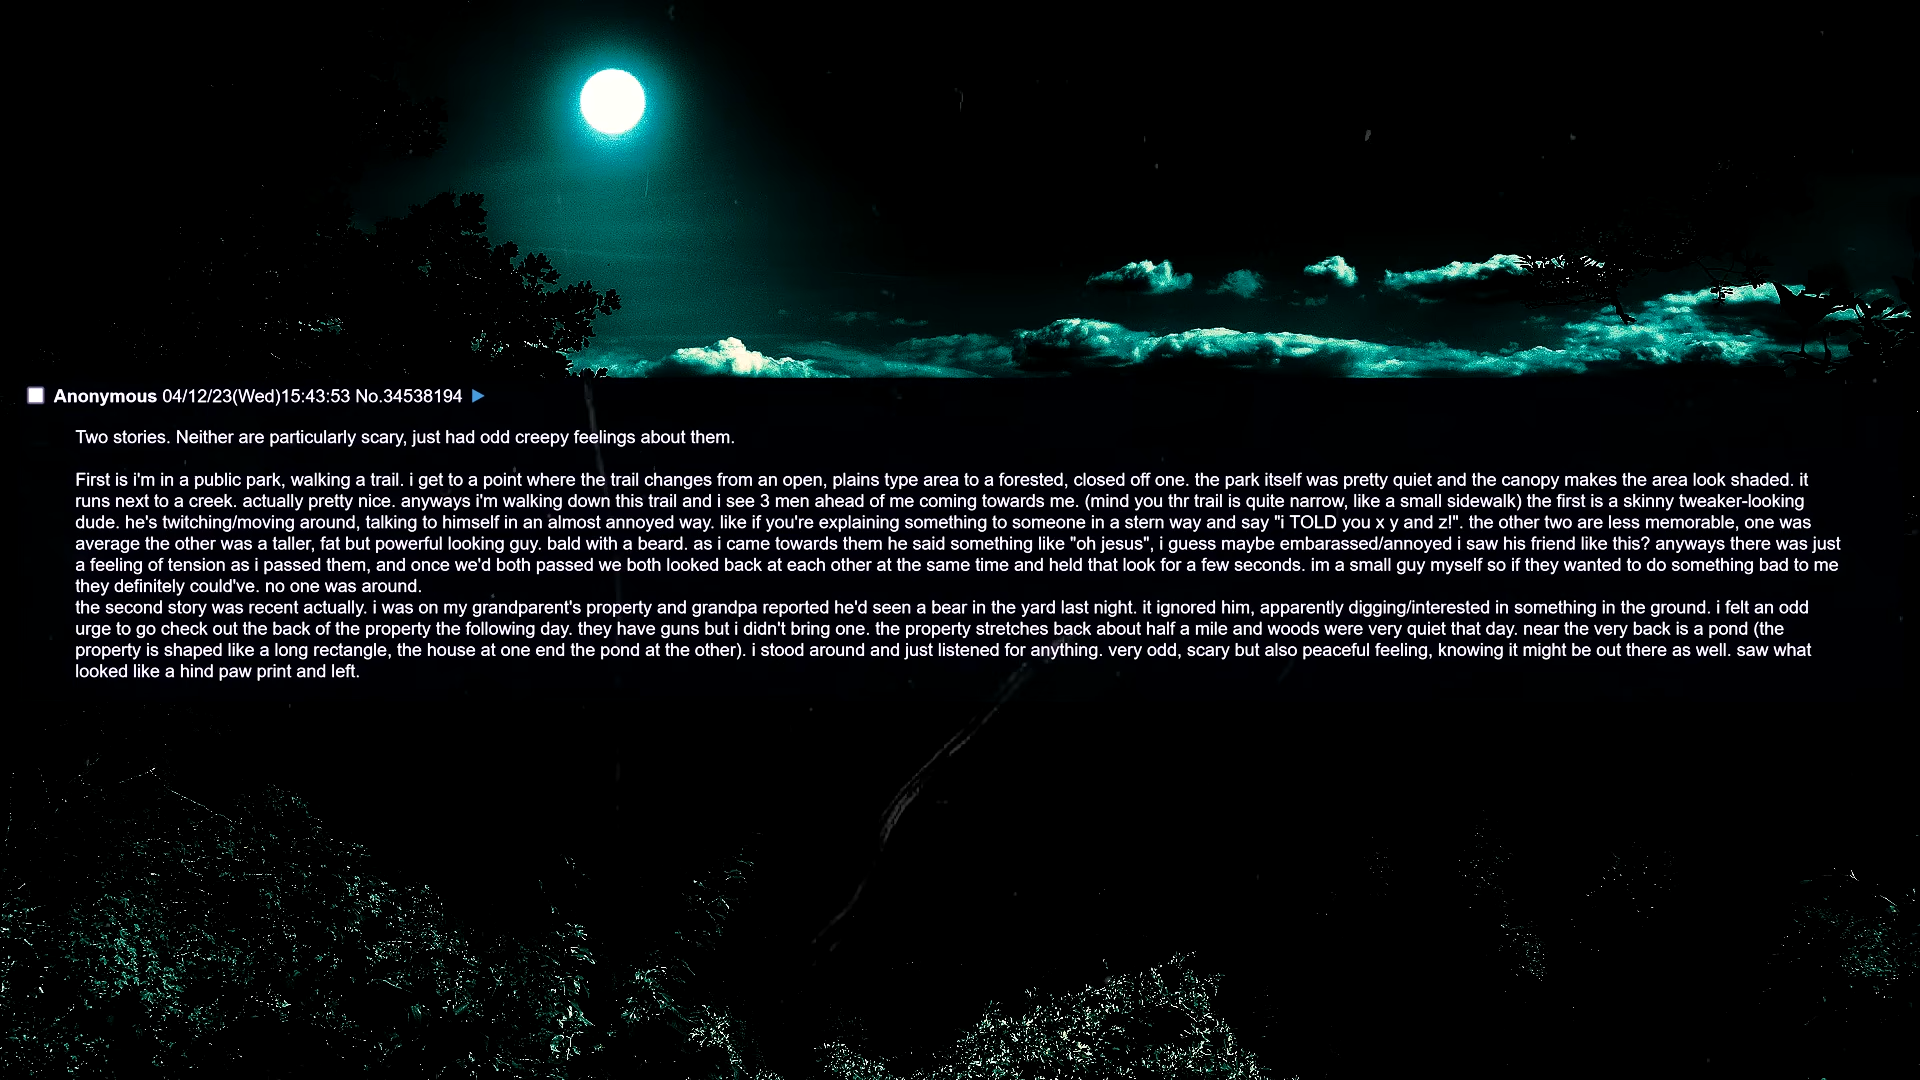 Anonymous 04/12/23(Wed)15:43:53 No.34538194
Two stories. Neither are particularly scary, just had odd creepy feelings about them.
First is i'm in a public park, walking a trail. i get to a point where the trail changes from an open, plains type area to a forested, closed off one. the park itself was pretty quiet and the canopy makes the area look shaded. it
runs next to a creek. actually pretty nice. anyways i'm walking down this trail and i see 3 men ahead of me coming towards me. (mind you thr trail is quite narrow, like a small sidewalk) the first is a skinny tweaker-looking
dude. he's twitching/moving around, talking to himself in an almost annoyed way. like if you're explaining something to someone in a stern way and say "i TOLD you x y and z!". the other two are less memorable, one was
average the other was a taller, fat but powerful looking guy. bald with a beard. as i came towards them he said something like "oh jesus", i guess maybe embarassed/annoyed i saw his friend like this? anyways there was just
a feeling of tension as i passed them, and once we'd both passed we both looked back at each other at the same time and held that look for a few seconds. im a small guy myself so if they wanted to do something bad to me
they definitely could've. no one was around.
the second story was recent actually. i was on my grandparent's property and grandpa reported he'd seen a bear in the yard last night. it ignored him, apparently digging/interested in something in the ground. i felt an odd
urge to go check out the back of the property the following day. they have guns but i didn't bring one. the property stretches back about half a mile and woods were very quiet that day. near the very back is a pond (the
property is shaped like a long rectangle, the house at one end the pond at the other). i stood around and just listened for anything. very odd, scary but also peaceful feeling, knowing it might be out there as well. saw what
looked like a hind paw print and left.